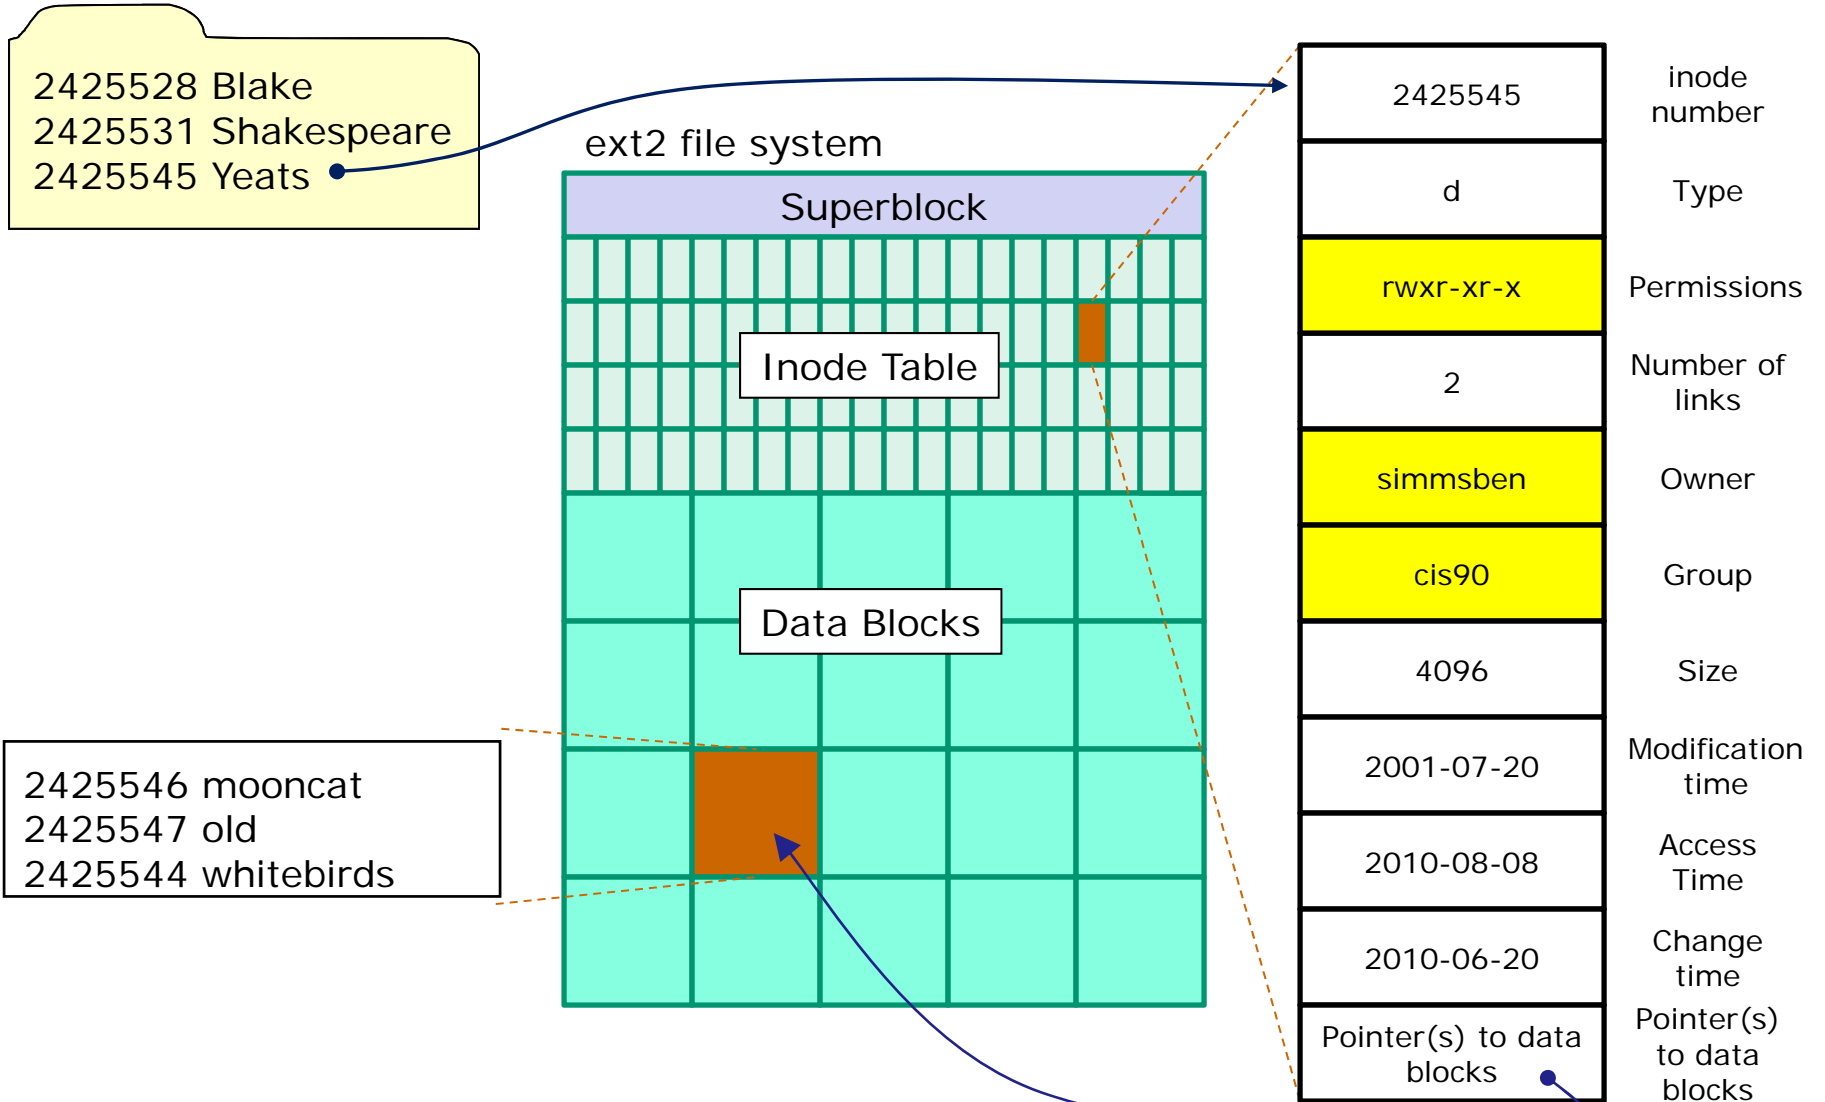 2425528 Blake
2425531 Shakespeare
2425545 Yeats
ext2 file system
Superblock
Inode Table
Data Blocks
2425546 mooncat
2425547 old
2425544 whitebirds
2425545
inode
number
d
Type
rwxr-xr-x
Permissions
2
Number of
links
simmsben
Owner
cis90
Group
4096
Size
2001-07-20
Modification
time
2010-08-08
Access
Time
2010-06-20
Change
time
Pointer(s) to data
blocks
Pointer(s)
to data
blocks